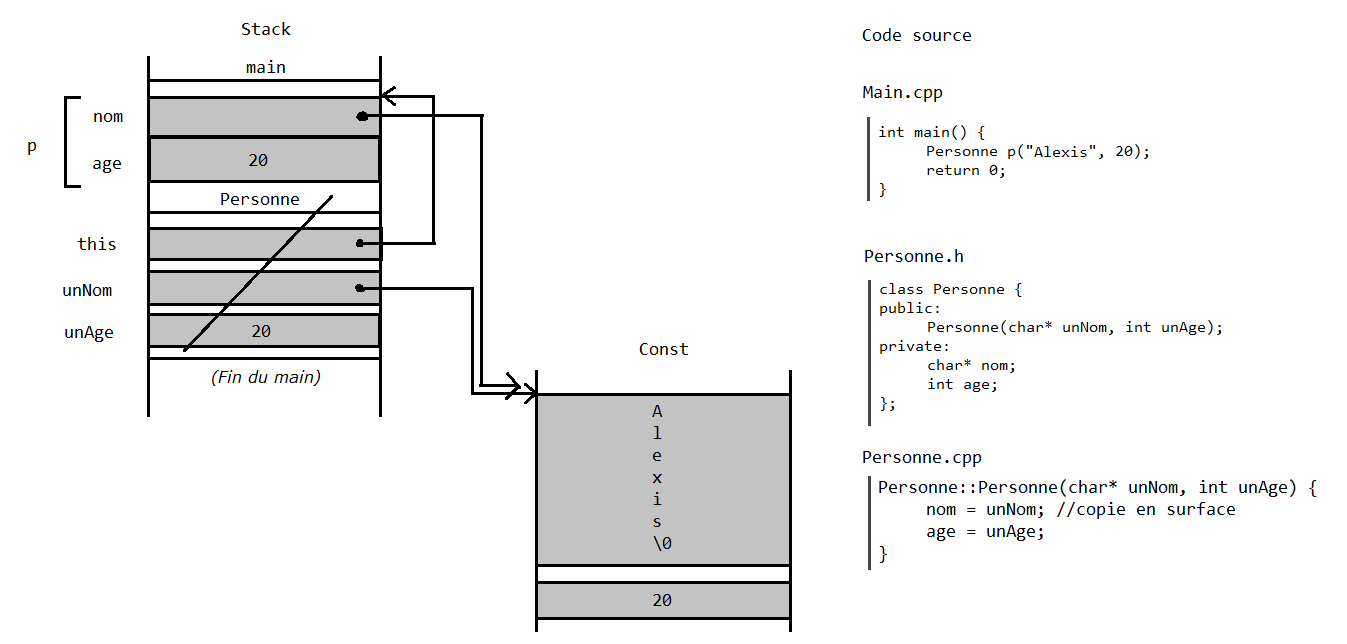 Stack
main
nom
p
age
20
Personne
this
unNom
unAge
20
(Fin du main)
Const
A
l
e
x
i
s
\0
20
Code source
Main.cpp
int main() {
Personne p("Alexis", 20);
return 0;
}
Personne.h
class Personne {
public:
Personne(char* unNom, int unAge);
private:
char* nom;
int age;
};
Personne.cpp
Personne::Personne(char* unNom, int unAge) {
nom = unNom; //copie en surface
age = unAge;
}